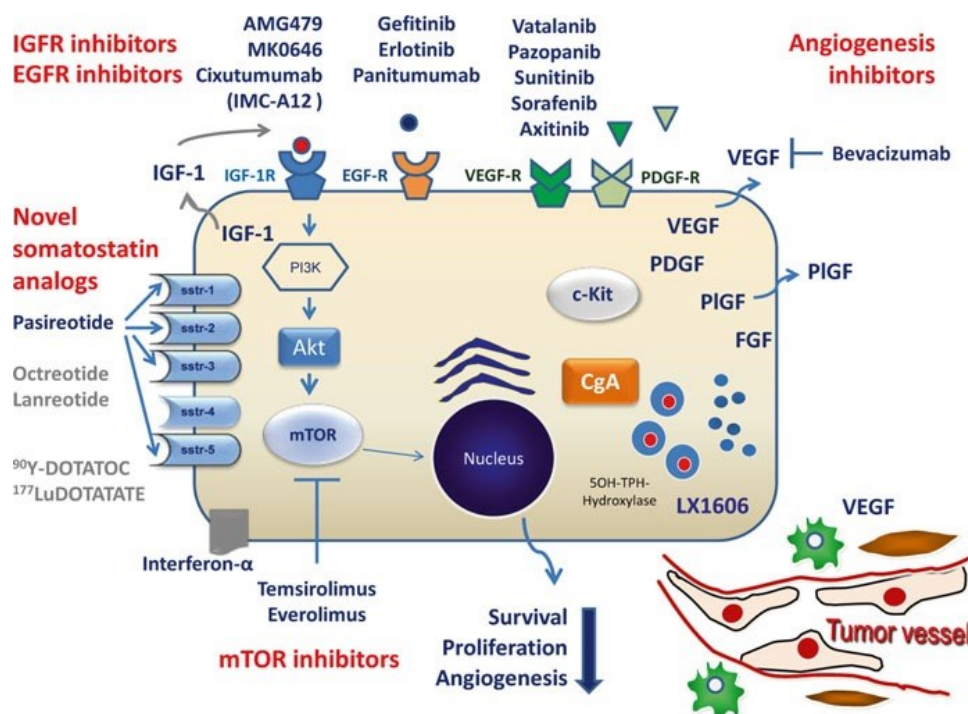 IGFR inhibitors
EGFR inhibitors
AMG479
MK0646
Cixutumumab
(IMC-A12 )
Gefitinib
Erlotinib
Panitumumab
Vatalanib
Pazopanib
Sunitinib
Sorafenib
Axitinib
Angiogenesis
inhibitors
VEGF
Bevacizumab
IGF-1
IGF-1R
EGF-R
VEGF-R
PDGF-R
Novel
somatostatin
analogs
IGF-1
VEGF
PI3K
PDGF
c-Kit
PlGF
PlGF
FGF
sstr-1
Pasireotide
sstr-2
Akt
sstr-3
Octreotide
Lanreotide
CgA
sstr-4
mTOR
sstr-5
Nucleus
⁹⁰Y-DOTATOC
¹⁷⁷LuDOTATATE
5OH-TPH-
Hydroxylase
LX1606
VEGF
Interferon-α
Temsirolimus
Everolimus
mTOR inhibitors
Survival
Proliferation
Angiogenesis
Tumor vessel